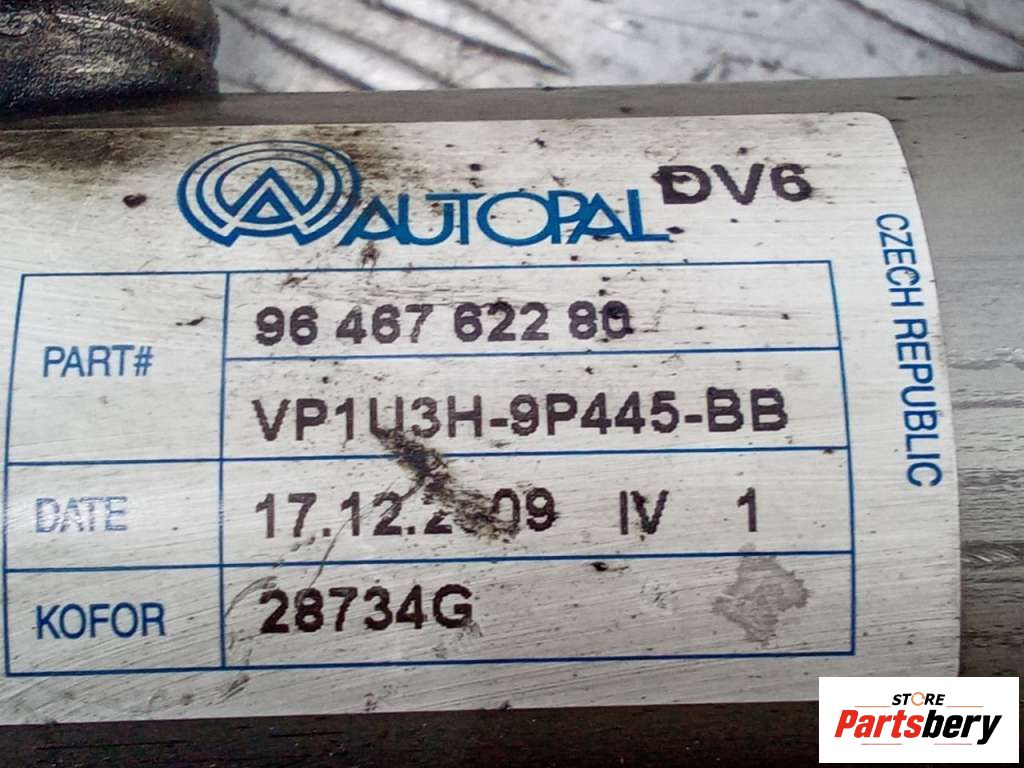 AUTOPAL DV6
PART# 96 467 622 80
VP1U3H-9P445-BB
DATE 17.12.2009 IV 1
KOFOR 28734G
CZECH REPUBLIC
STORE
Partsbery